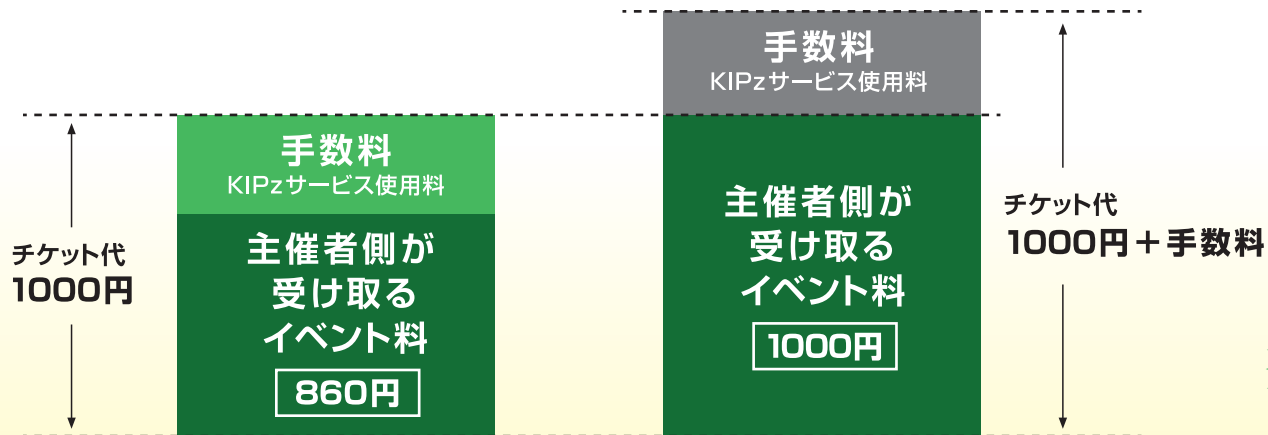 チケット代
1000円
手数料
KIPzサービス使用料
主催者側が
受け取る
イベント料
860円
手数料
KIPzサービス使用料
主催者側が
受け取る
イベント料
1000円
チケット代
1000円＋手数料